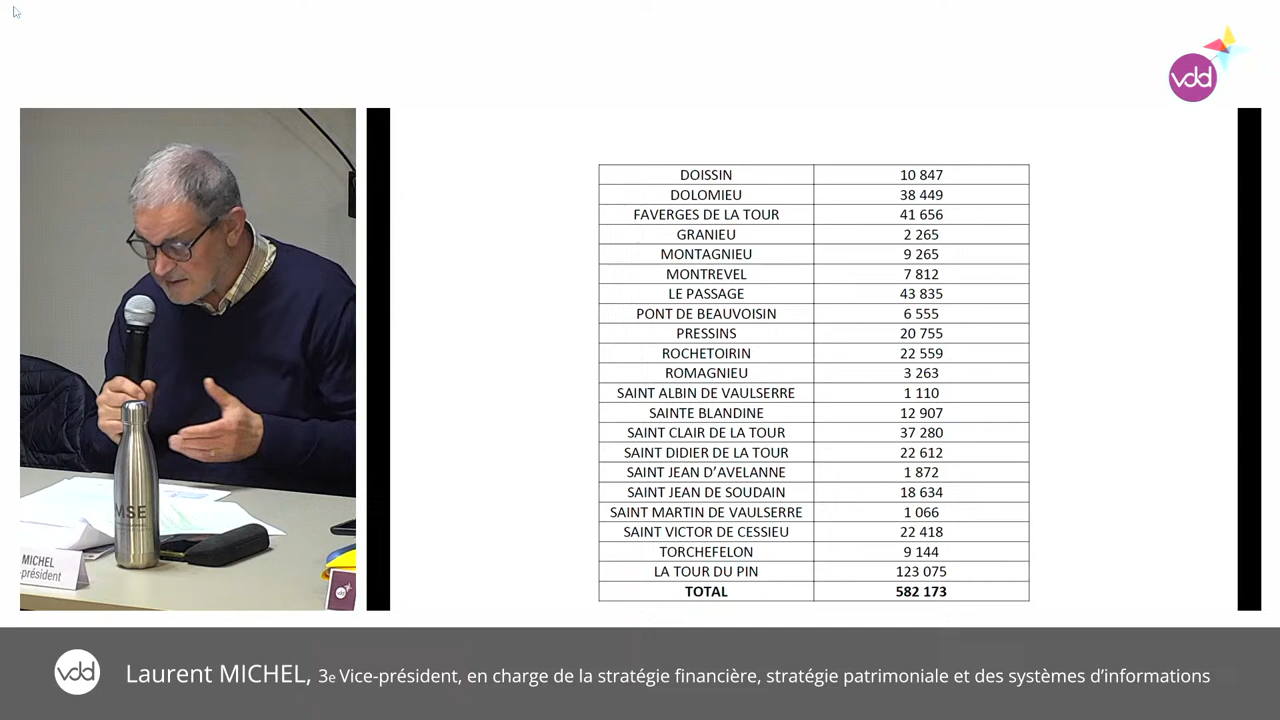 vdd
DOISSIN 10 847
DOLOMIEU 38 449
FAVERGES DE LA TOUR 41 656
GRANIEU 2 265
MONTAGNIEU 9 265
MONTREVEL 7 812
LE PASSAGE 43 835
PONT DE BEAUVOISIN 6 555
PRESSINS 20 755
ROCHETOIRIN 22 559
ROMAGNIEU 3 263
SAINT ALBIN DE VAULSERRE 1 110
SAINTE BLANDINE 12 907
SAINT CLAIR DE LA TOUR 37 280
SAINT DIDIER DE LA TOUR 22 612
SAINT JEAN D’AVELANNE 1 872
SAINT JEAN DE SOUDAIN 18 634
SAINT MARTIN DE VAULSERRE 1 066
SAINT VICTOR DE CESSIEU 22 418
TORCHEFELON 9 144
LA TOUR DU PIN 123 075
TOTAL 582 173
MSE
MICHEL
-président
vdd
vdd
Laurent MICHEL, 3e Vice-président, en charge de la stratégie financière, stratégie patrimoniale et des systèmes d’informations